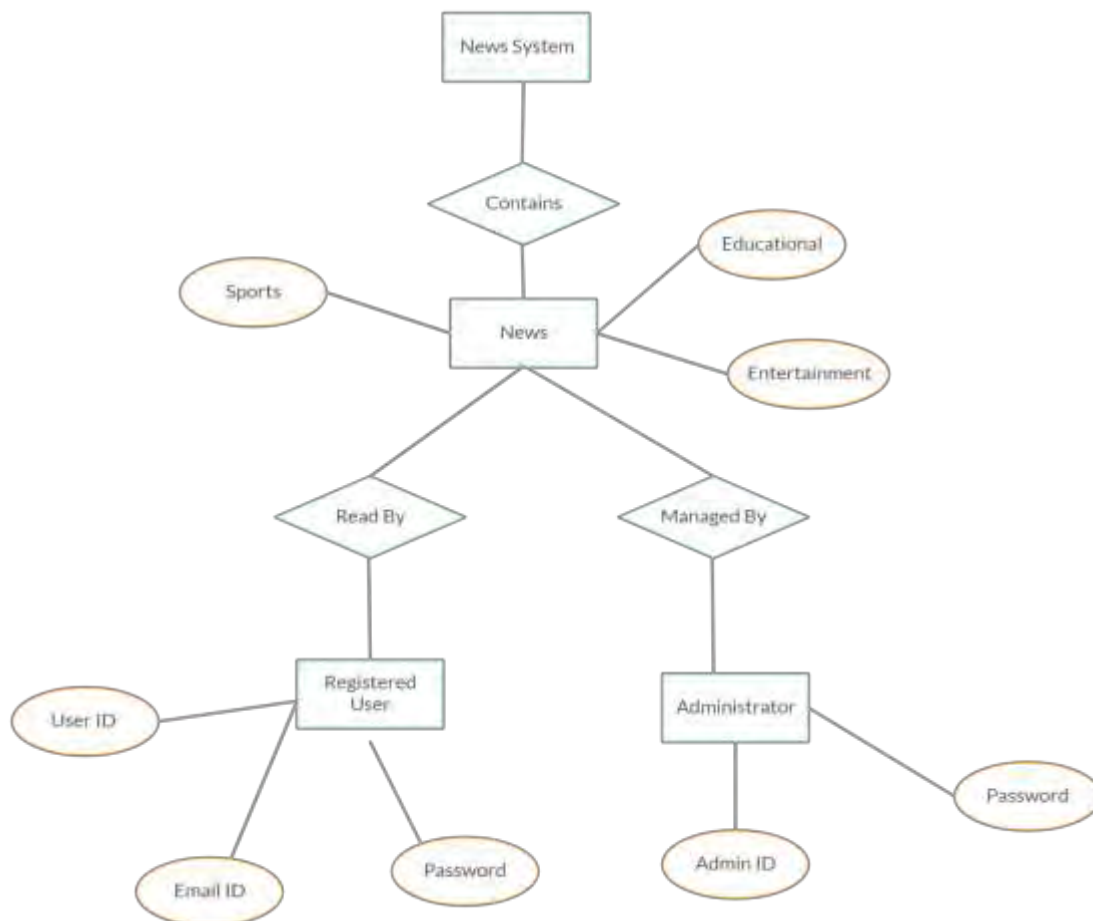 News System
Contains
Educational
Sports
News
Entertainment
Read By
Managed By
Registered
User
User ID
Administrator
Password
Password
Admin ID
Email ID